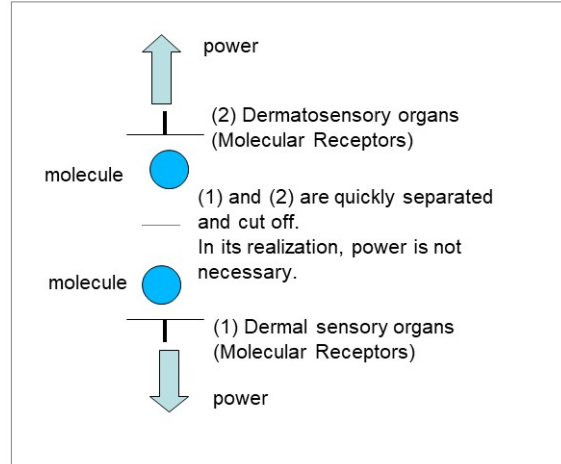 power
(2) Dermatosensory organs
(Molecular Receptors)
molecule
(1) and (2) are quickly separated
and cut off.
In its realization, power is not
necessary.
molecule
(1) Dermal sensory organs
(Molecular Receptors)
power